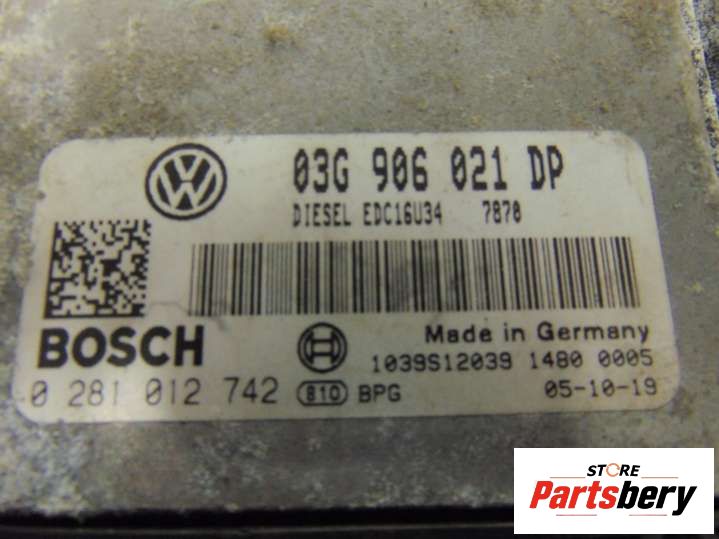 03G 906 021 DP
DIESEL EDC16U34 7870
BOSCH
Made in Germany
1039S12039 1480 0005
0 281 012 742 810 BPG 05-10-19
STORE
Partsbery